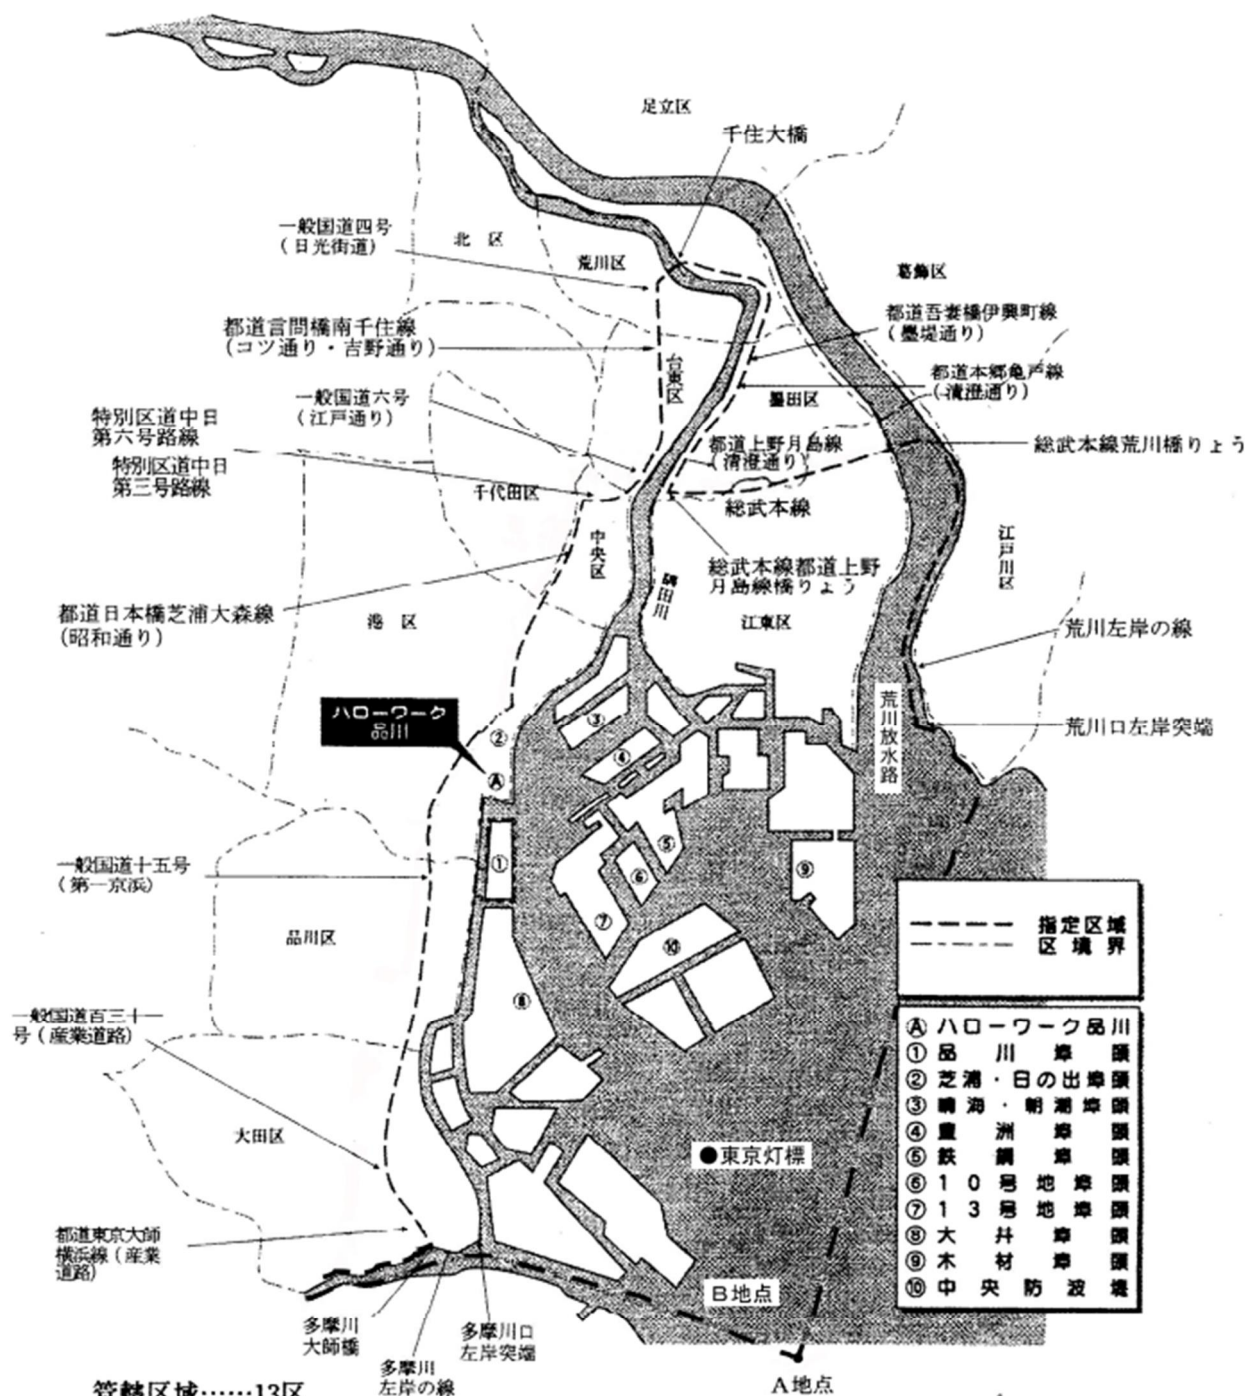 足立区
千住大橋
一般国道四号
(日光街道)
北区
荒川区
葛飾区
都道吾妻橋伊興町線
(墨堤通り)
都道言問橋南千住線
(コツ通り・吉野通り)
台東区
都道本郷亀戸線
(清澄通り)
一般国道六号
(江戸通り)
墨田区
特別区道中日
第六号路線
都道上野月島線
(清澄通り)
総武本線荒川橋りょう
特別区道中日
第三号路線
千代田区
総武本線
中央区
江戸川区
総武本線都道上野
月島線橋りょう
隅田川
都道日本橋芝浦大森線
(昭和通り)
港区
江東区
荒川左岸の線
ハローワーク
品川
荒川放水路
荒川口左岸突端
②
③
④
Ⓐ
①
⑤
⑥
⑨
⑦
⑩
⑧
一般国道十五号
(第一京浜)
品川区
指定区域
区境界
一般国道百三十一
号(産業道路)
Ⓐハローワーク品川
①品川埠頭
②芝浦・日の出埠頭
③晴海・朝潮埠頭
④豊洲埠頭
⑤鉄鋼埠頭
⑥10号地埠頭
⑦13号地埠頭
⑧大井埠頭
⑨木材埠頭
⑩中央防波堤
大田区
●東京灯標
都道東京大師
横浜線(産業
道路)
B地点
多摩川
大師橋
多摩川口
左岸突端
多摩川
左岸の線
A地点
管轄区域……13区